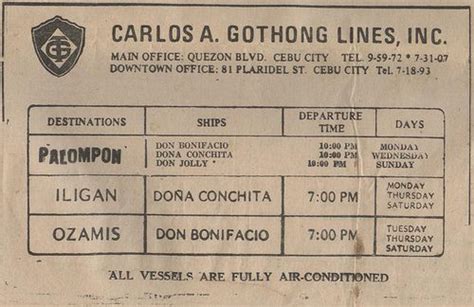 CARLOS A. GOTHONG LINES, INC.
MAIN OFFICE: QUEZON BLVD. CEBU CITY TEL. 9-59-72 * 7-31-07
DOWNTOWN OFFICE: 81 PLARIDEL ST. CEBU CITY Tel. 7-18-93
DESTINATIONS SHIPS DEPARTURE TIME DAYS
PALOMPON
DON BONIFACIO 10:00 PM MONDAY
DONA CONCHITA 10:00 PM WEDNESDAY
DON JOLLY 10:00 PM SUNDAY
ILIGAN DOÑA CONCHITA 7:00 PM MONDAY
THURSDAY
SATURDAY
OZAMIS DON BONIFACIO 7:00 PM TUESDAY
THURSDAY
SATURDAY
ALL VESSELS ARE FULLY AIR-CONDITIONED